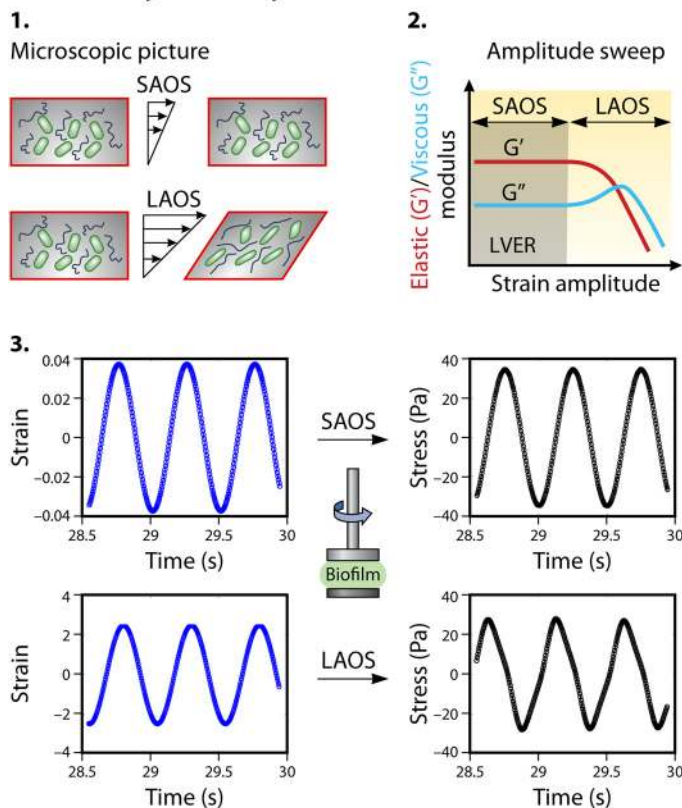 1.
Microscopic picture
SAOS
LAOS
2.
Amplitude sweep
Elastic (G')/Viscous (G")
modulus
SAOS
LAOS
G'
G"
LVER
Strain amplitude
3.
Strain
0.04
0.02
0
−0.02
−0.04
28.5 29 29.5 30
Time (s)
SAOS
Biofilm
Stress (Pa)
40
20
0
−20
−40
28.5 29 29.5 30
Time (s)
Strain
4
2
0
−2
−4
28.5 29 29.5 30
Time (s)
LAOS
Stress (Pa)
40
20
0
−20
−40
28.5 29 29.5 30
Time (s)